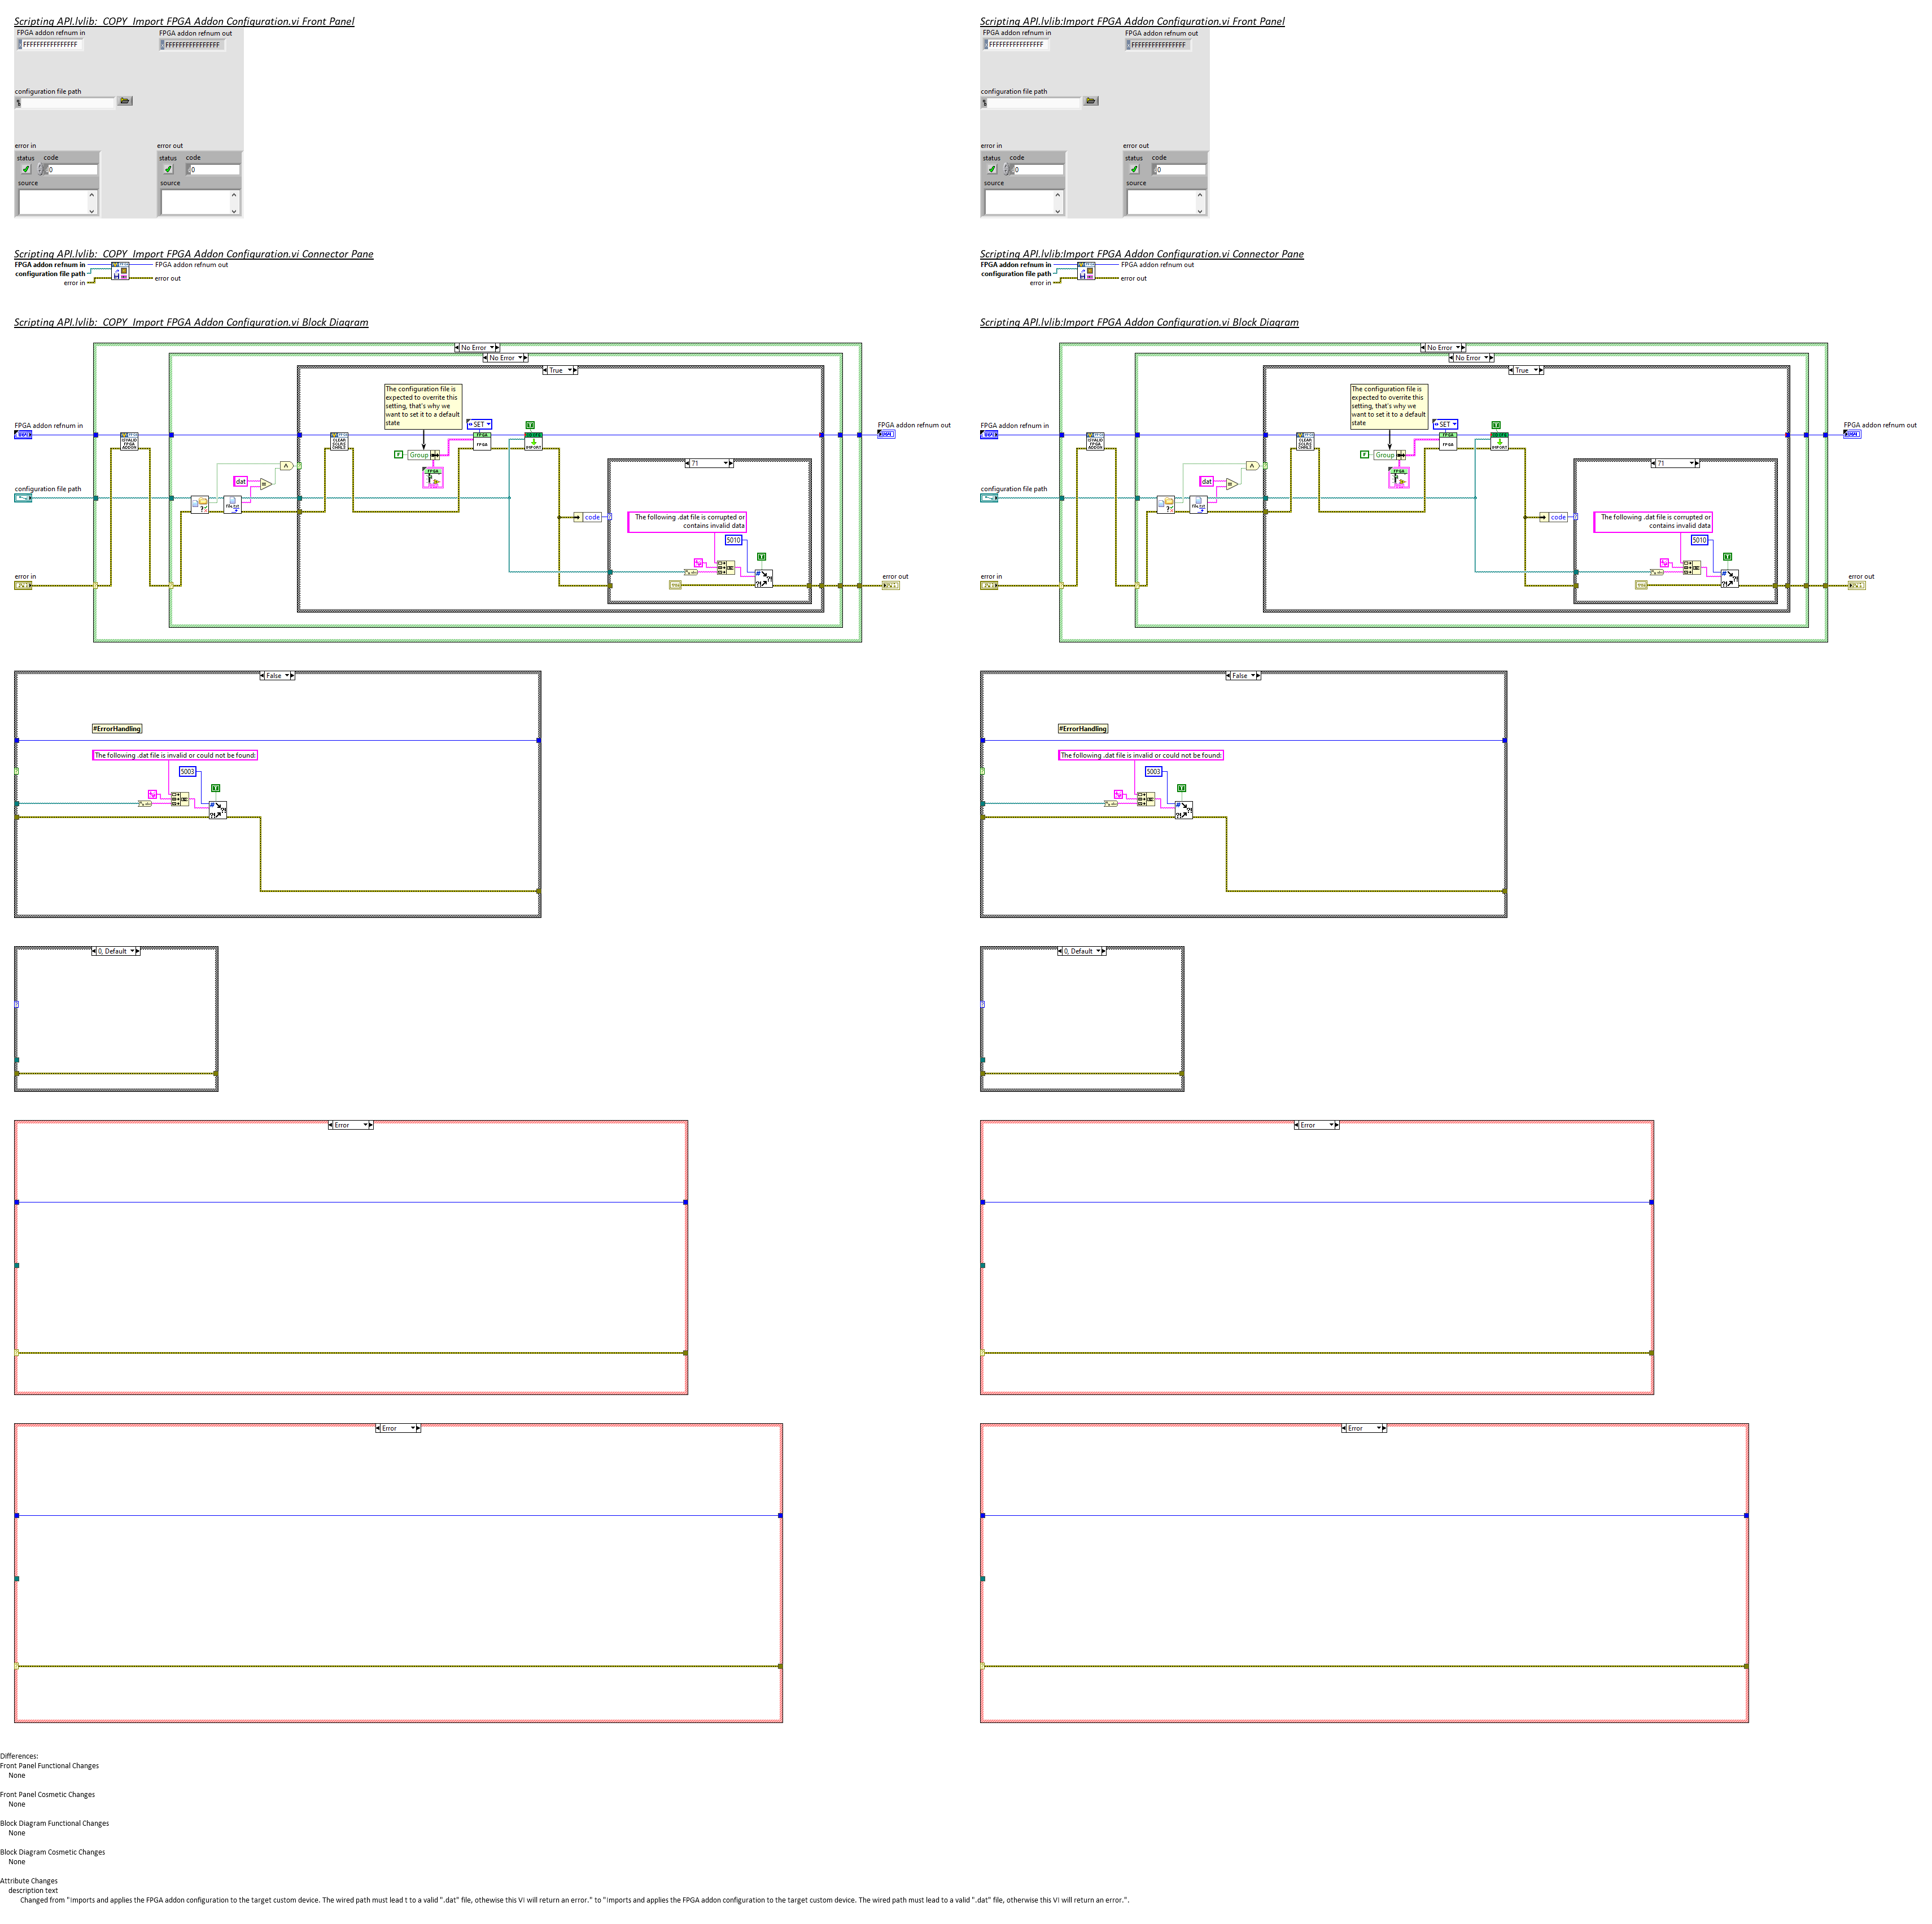 Scripting API.lvlib:  COPY  Import FPGA Addon Configuration.vi Front Panel
FPGA addon refnum in
FPGA addon refnum out
FFFFFFFFFFFFFFFF
FFFFFFFFFFFFFFFF
configuration file path
error in
error out
status
code
status
code
0
0
source
source
Scripting API.lvlib:  COPY  Import FPGA Addon Configuration.vi Connector Pane
FPGA addon refnum in
FPGA addon refnum out
configuration file path
error in
error out
Scripting API.lvlib:  COPY  Import FPGA Addon Configuration.vi Block Diagram
No Error
No Error
True
The configuration file is
expected to overrite this
setting, that's why we
want to set it to a default
state
SET
FPGA addon refnum in
FPGA addon refnum out
Group
71
dat
configuration file path
code
The following .dat file is corrupted or
contains invalid data
5010
error in
error out
False
#ErrorHandling
The following .dat file is invalid or could not be found:
5003
0, Default
Error
Error
Scripting API.lvlib:Import FPGA Addon Configuration.vi Front Panel
FPGA addon refnum in
FPGA addon refnum out
FFFFFFFFFFFFFFFF
FFFFFFFFFFFFFFFF
configuration file path
error in
error out
status
code
status
code
0
0
source
source
Scripting API.lvlib:Import FPGA Addon Configuration.vi Connector Pane
FPGA addon refnum in
FPGA addon refnum out
configuration file path
error in
error out
Scripting API.lvlib:Import FPGA Addon Configuration.vi Block Diagram
No Error
No Error
True
The configuration file is
expected to overrite this
setting, that's why we
want to set it to a default
state
SET
FPGA addon refnum in
FPGA addon refnum out
Group
71
dat
configuration file path
code
The following .dat file is corrupted or
contains invalid data
5010
error in
error out
False
#ErrorHandling
The following .dat file is invalid or could not be found:
5003
0, Default
Error
Error
Differences:
Front Panel Functional Changes
None
Front Panel Cosmetic Changes
None
Block Diagram Functional Changes
None
Block Diagram Cosmetic Changes
None
Attribute Changes
description text
Changed from "Imports and applies the FPGA addon configuration to the target custom device. The wired path must lead t to a valid ".dat" file, othewise this VI will return an error." to "Imports and applies the FPGA addon configuration to the target custom device. The wired path must lead to a valid ".dat" file, otherwise this VI will return an error.".